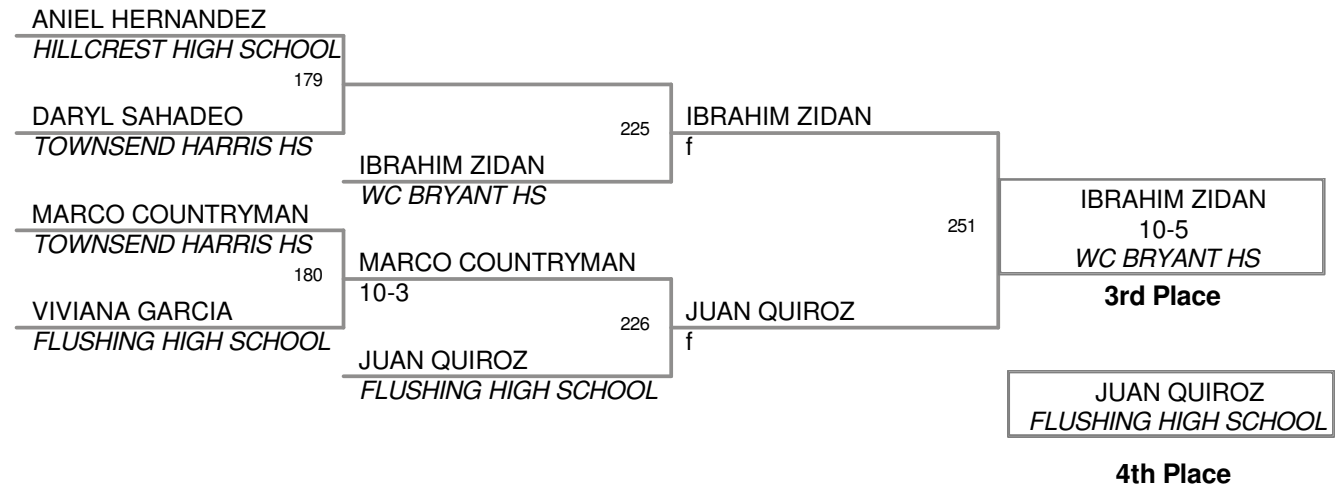 ANIEL HERNANDEZ
HILLCREST HIGH SCHOOL
179
DARYL SAHADEO
TOWNSEND HARRIS HS
MARCO COUNTRYMAN
TOWNSEND HARRIS HS
180
VIVIANA GARCIA
FLUSHING HIGH SCHOOL
225
IBRAHIM ZIDAN
WC BRYANT HS
MARCO COUNTRYMAN
10-3
226
JUAN QUIROZ
FLUSHING HIGH SCHOOL
IBRAHIM ZIDAN
f
251
JUAN QUIROZ
f
IBRAHIM ZIDAN
10-5
WC BRYANT HS
3rd Place
JUAN QUIROZ
FLUSHING HIGH SCHOOL
4th Place